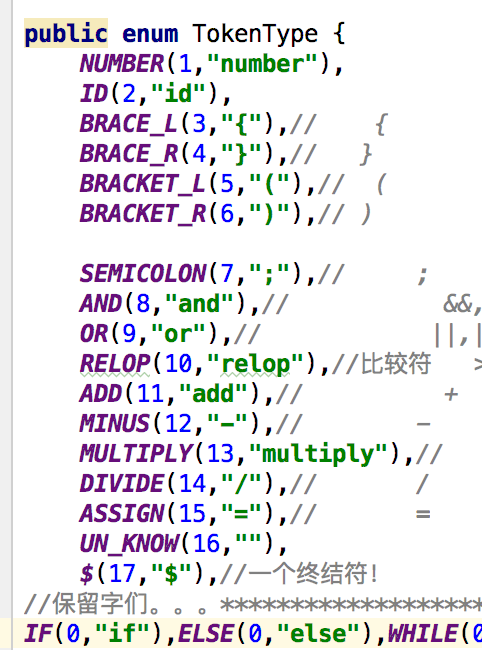 public enum TokenType {
NUMBER(1,"number"),
ID(2,"id"),
BRACE_L(3,"{"),// {
BRACE_R(4,"}"),// }
BRACKET_L(5,"("),// (
BRACKET_R(6,")"),// )
SEMICOLON(7,";"),// ;
AND(8,"and"),// &&,
OR(9,"or"),// ||,|
RELOP(10,"relop"),//比较符 >
ADD(11,"add"),// +
MINUS(12,"-"),// -
MULTIPLY(13,"multiply"),//
DIVIDE(14,"/"),// /
ASSIGN(15,"="),// =
UN_KNOW(16,""),
$(17,"$"),//一个终结符!
//保留字们。。。*******************
IF(0,"if"),ELSE(0,"else"),WHILE(0